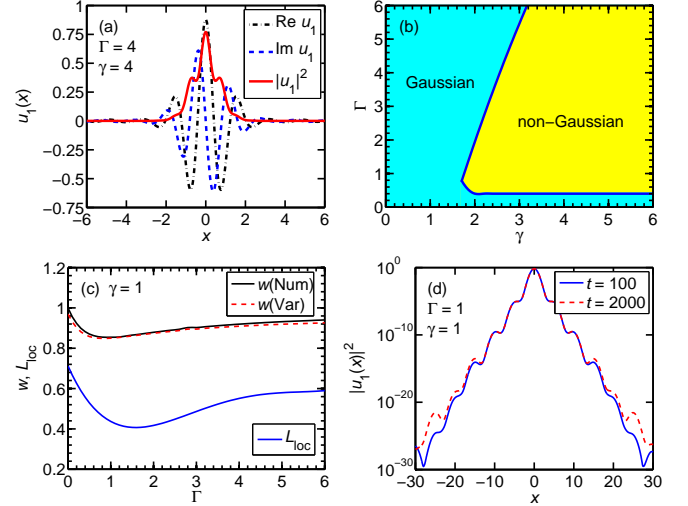 (a)
Γ = 4
γ = 4
Re u₁
Im u₁
|u₁|²
u₁(x)
1
0.75
0.5
0.25
0
−0.25
−0.5
−0.75
−6 −4 −2 0 2 4 6
x
(b)
Gaussian
non−Gaussian
Γ
6
5
4
3
2
1
0
0 1 2 3 4 5 6
γ
(c) γ = 1
w(Num)
w(Var)
L_loc
w, L_loc
1.2
1
0.8
0.6
0.4
0.2
0 1 2 3 4 5 6
Γ
(d)
Γ = 1
γ = 1
t = 100
t = 2000
|u₁(x)|²
10⁰
10⁻¹⁰
10⁻²⁰
10⁻³⁰
−30 −20 −10 0 10 20 30
x